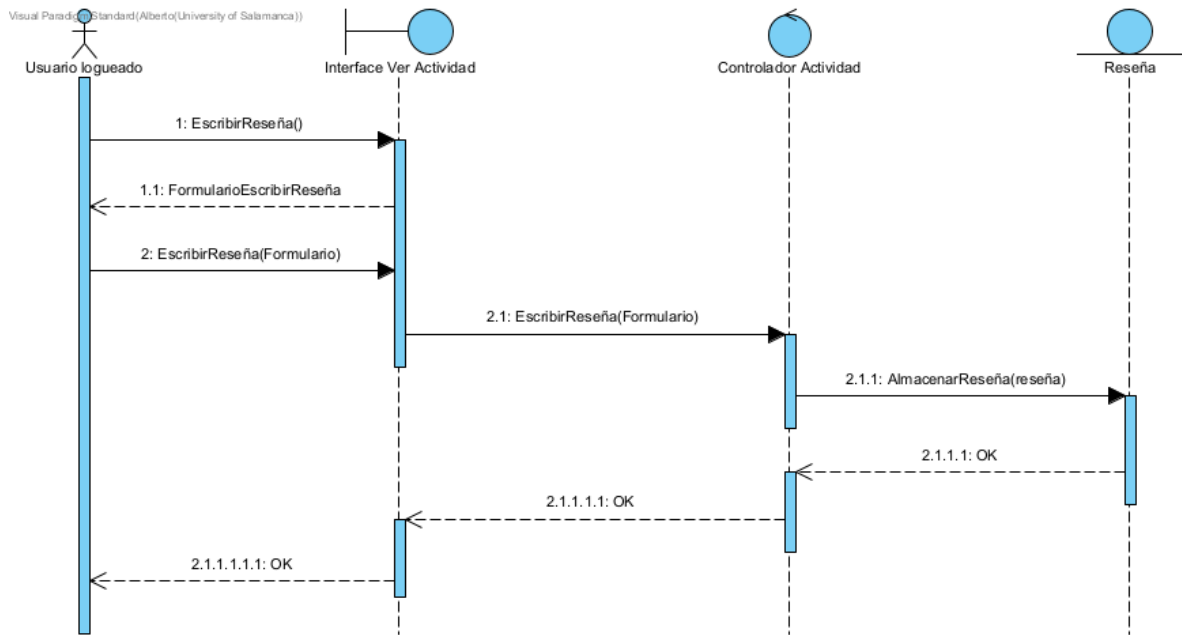 Visual Paradigm Standard(Alberto(University of Salamanca))
Usuario logueado
Interface Ver Actividad
Controlador Actividad
Reseña
1: EscribirReseña()
1.1: FormularioEscribirReseña
2: EscribirReseña(Formulario)
2.1: EscribirReseña(Formulario)
2.1.1: AlmacenarReseña(reseña)
2.1.1.1: OK
2.1.1.1.1: OK
2.1.1.1.1.1: OK